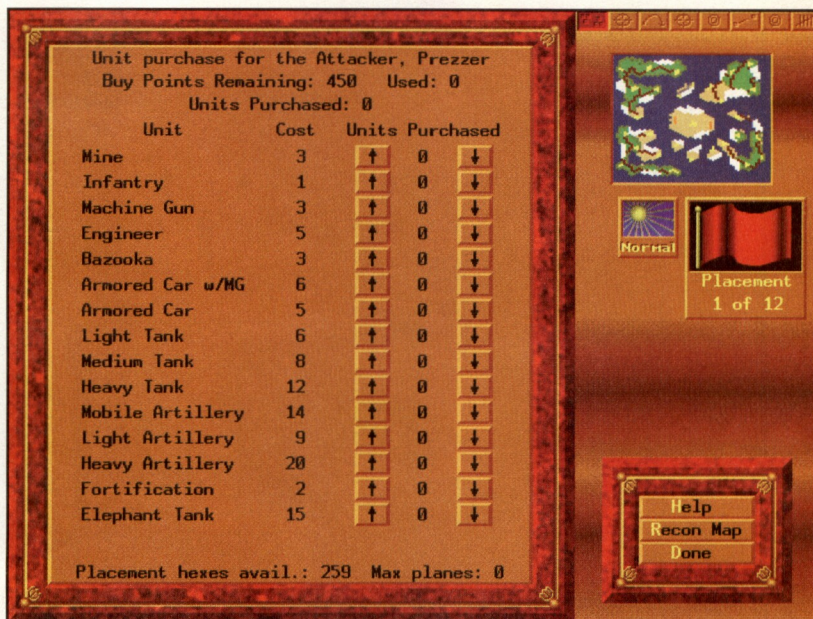 Unit purchase for the Attacker, Prezzer
Buy Points Remaining: 450 Used: 0
Units Purchased: 0
Unit Cost Units Purchased
Mine 3 0
Infantry 1 0
Machine Gun 3 0
Engineer 5 0
Bazooka 3 0
Armored Car w/MG 6 0
Armored Car 5 0
Light Tank 6 0
Medium Tank 8 0
Heavy Tank 12 0
Mobile Artillery 14 0
Light Artillery 9 0
Heavy Artillery 20 0
Fortification 2 0
Elephant Tank 15 0
Placement hexes avail.: 259 Max planes: 0
Normal
Placement
1 of 12
Help
Recon Map
Done